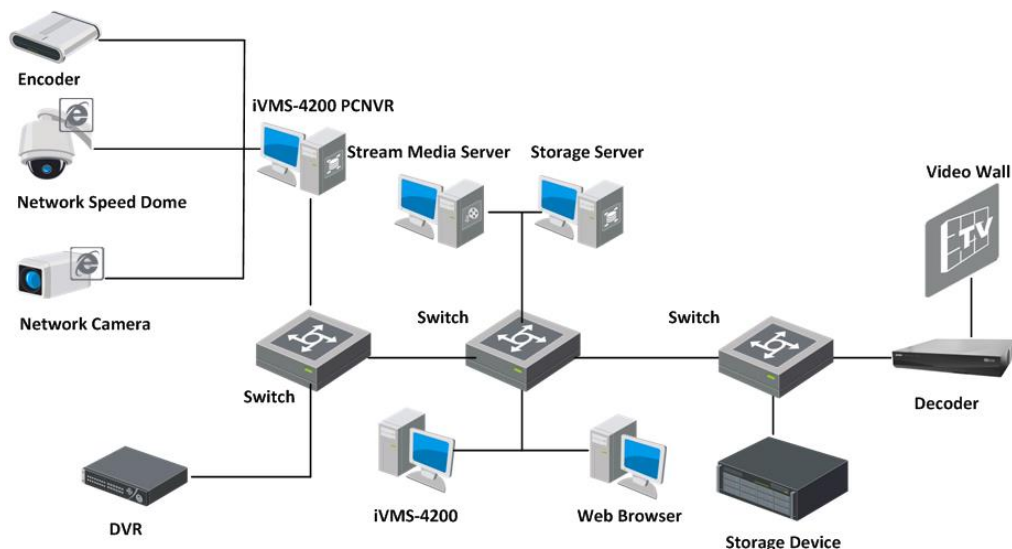 Encoder
iVMS-4200 PCNVR
Stream Media Server
Storage Server
Video Wall
TV
Network Speed Dome
Network Camera
Switch
Switch
Switch
Decoder
DVR
iVMS-4200
Web Browser
Storage Device